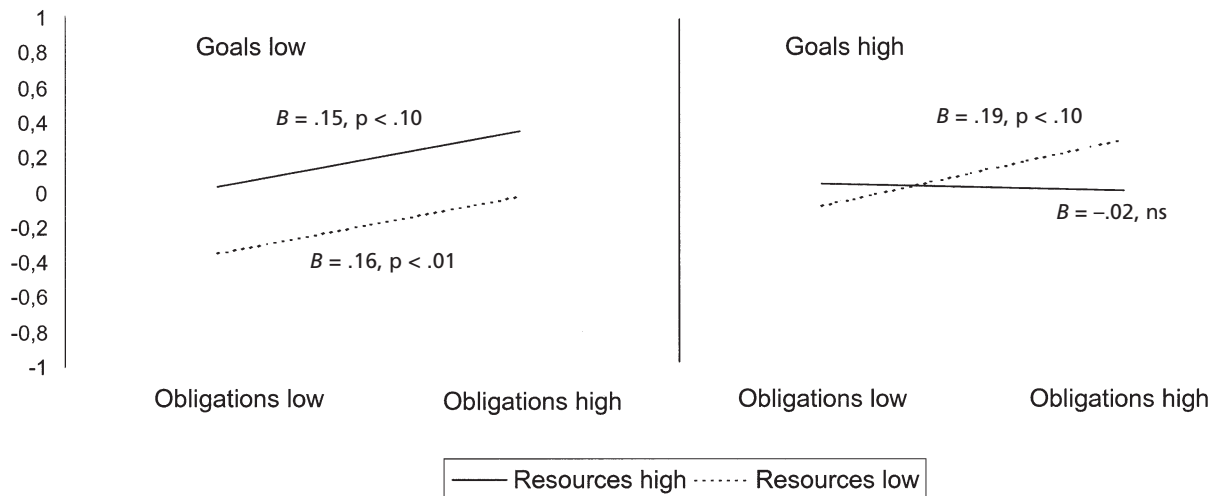 1
0,8
0,6
0,4
0,2
0
-0,2
-0,4
-0,6
-0,8
-1
Goals low
B = .15, p < .10
B = .16, p < .01
Obligations low
Obligations high
Goals high
B = .19, p < .10
B = –.02, ns
Obligations low
Obligations high
Resources high
Resources low